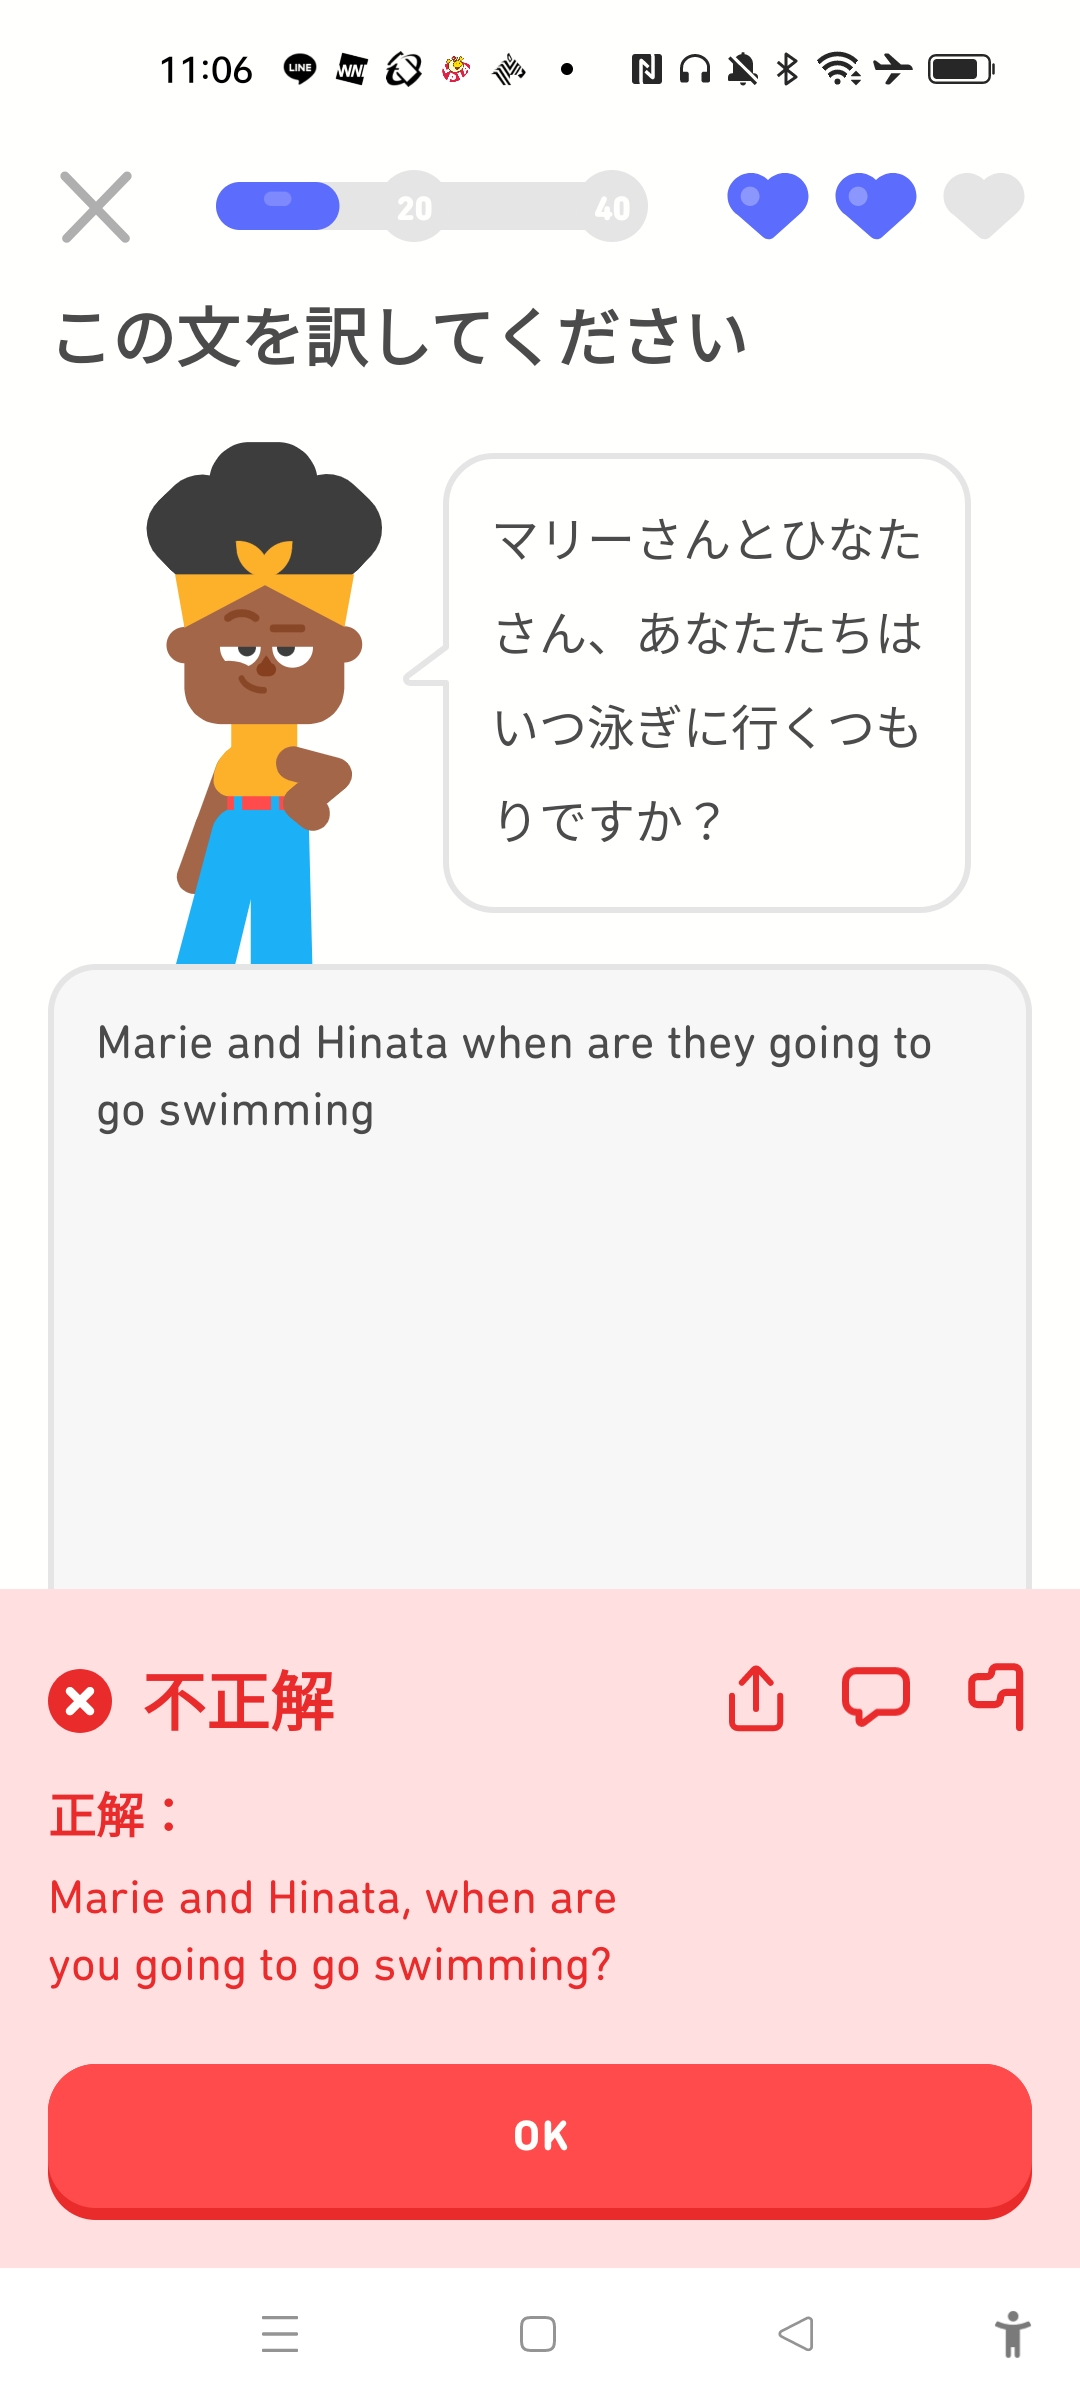 11:06
LINE
WNI
20
40
この文を訳してください
マリーさんとひなた
さん、あなたたちは
いつ泳ぎに行くつも
りですか？
Marie and Hinata when are they going to
go swimming
不正解
正解：
Marie and Hinata, when are
you going to go swimming?
OK